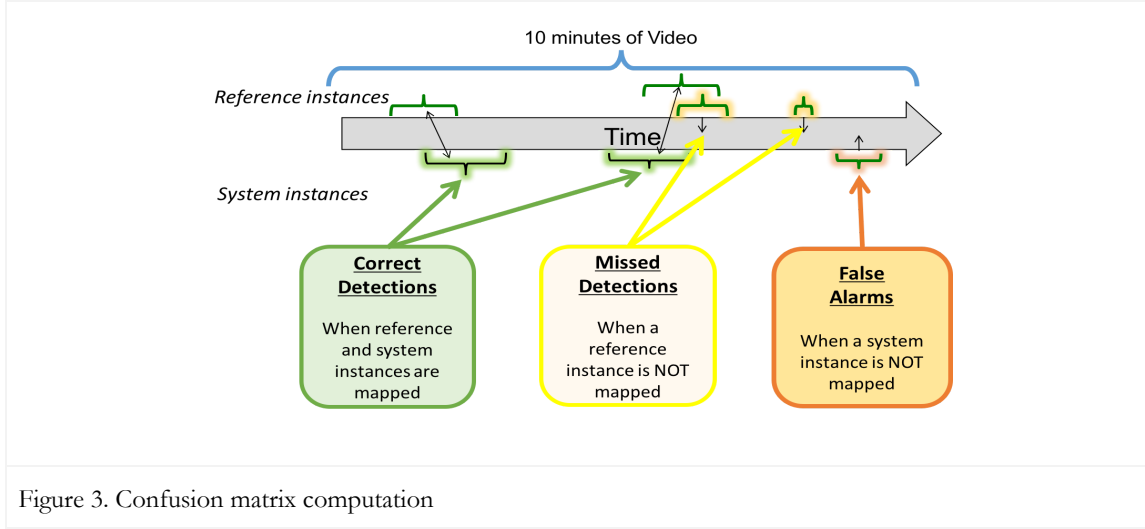 10 minutes of Video
Reference instances
Time
System instances
Correct
Detections
When reference
and system
instances are
mapped
Missed
Detections
When a
reference
instance is NOT
mapped
False
Alarms
When a system
instance is NOT
mapped
Figure 3. Confusion matrix computation